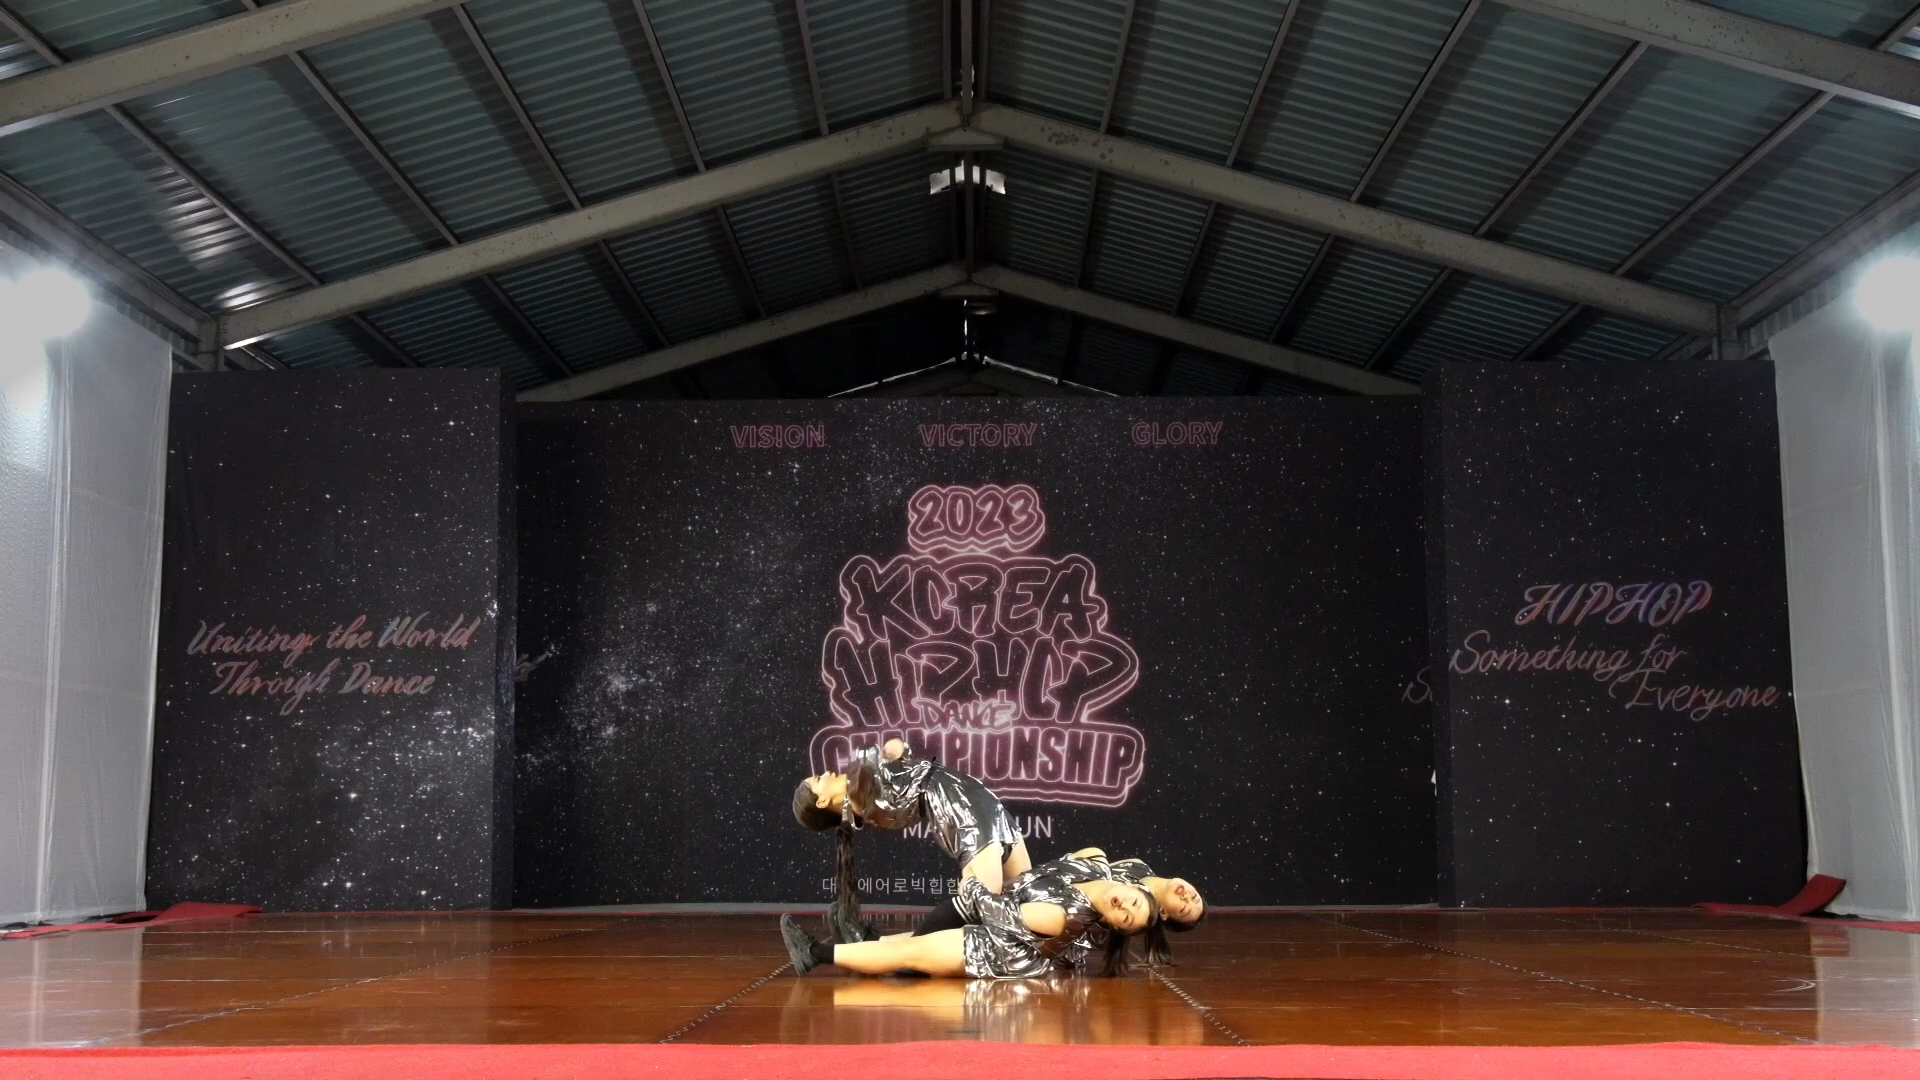 VISION VICTORY GLORY
2023
KOREA
HIPHOP
DANCE
CHAMPIONSHIP
Uniting the World
Through Dance
HIPHOP
Something for
Everyone